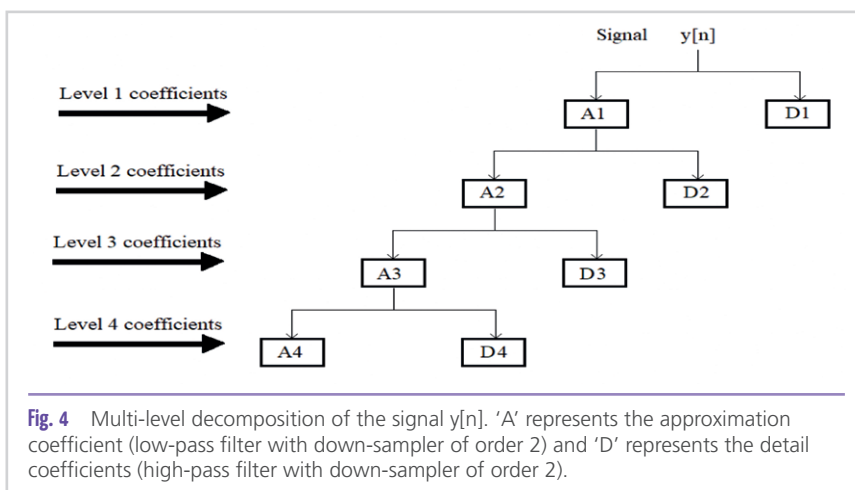 Signal y[n]
Level 1 coefficients
A1 D1
Level 2 coefficients
A2 D2
Level 3 coefficients
A3 D3
Level 4 coefficients
A4 D4
Fig. 4 Multi-level decomposition of the signal y[n]. 'A' represents the approximation
coefficient (low-pass filter with down-sampler of order 2) and 'D' represents the detail
coefficients (high-pass filter with down-sampler of order 2).